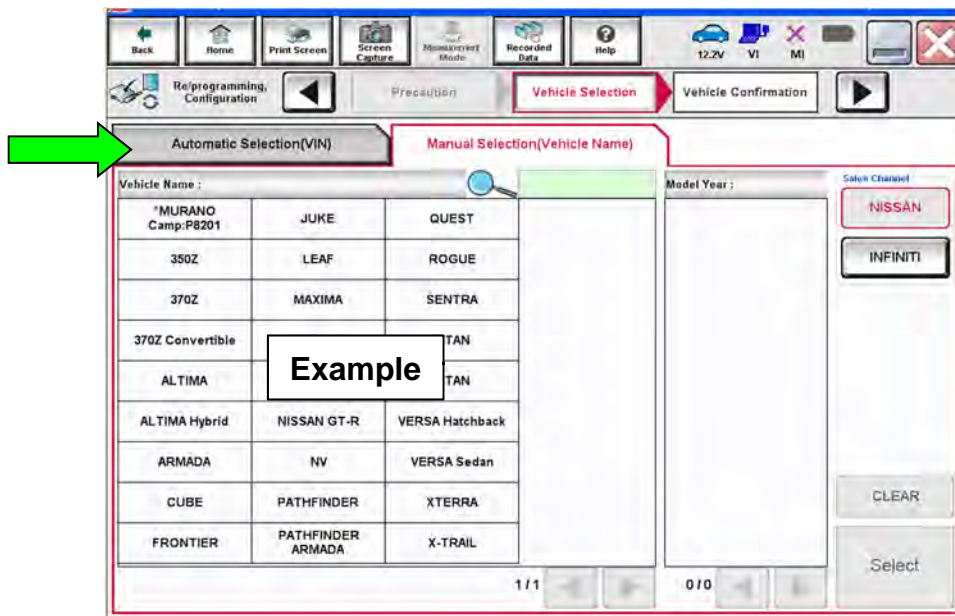 Back
Home
Print Screen
Screen
Capture
Measurement
Mode
Recorded
Data
Help
12.2V
VI
MI
Re/programming,
Configuration
Precaution
Vehicle Selection
Vehicle Confirmation
Automatic Selection(VIN)
Manual Selection(Vehicle Name)
Vehicle Name :
Model Year :
Sales Channel
*MURANO
Camp:P8201
JUKE
QUEST
NISSAN
350Z
LEAF
ROGUE
INFINITI
370Z
MAXIMA
SENTRA
370Z Convertible
TAN
Example
ALTIMA
TAN
ALTIMA Hybrid
NISSAN GT-R
VERSA Hatchback
ARMADA
NV
VERSA Sedan
CUBE
PATHFINDER
XTERRA
CLEAR
FRONTIER
PATHFINDER
ARMADA
X-TRAIL
Select
1/1
0/0